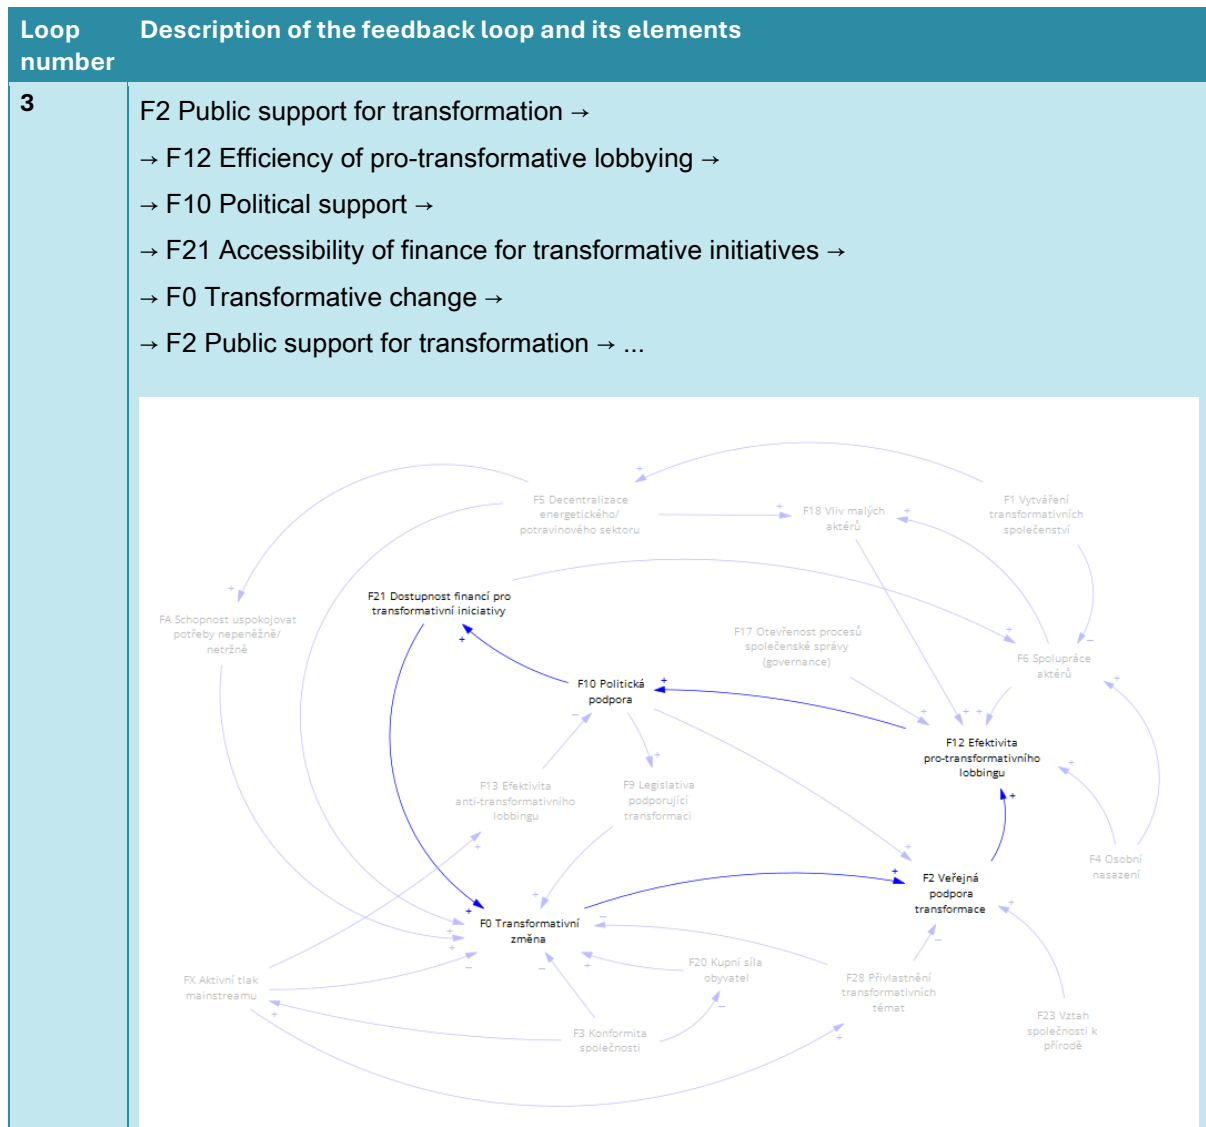 Loop number
Description of the feedback loop and its elements
3
F2 Public support for transformation →
→ F12 Efficiency of pro-transformative lobbying →
→ F10 Political support →
→ F21 Accessibility of finance for transformative initiatives →
→ F0 Transformative change →
→ F2 Public support for transformation → ...
F5 Decentralizace
energetického/
potravinového sektoru
F18 Vliv malých
aktérů
F1 Vytváření
transformativních
společenství
F21 Dostupnost financí pro
transformativní iniciativy
FA Schopnost uspokojovat
potřeby nepeněžně/
netržně
F17 Otevřenost procesů
společenské správy
(governance)
F6 Spolupráce
aktérů
F10 Politická
podpora
F12 Efektivita
pro-transformativního
lobbingu
F13 Efektivita
anti-transformativního
lobbingu
F9 Legislativa
podporující
transformaci
F4 Osobní
nasazení
F2 Veřejná
podpora
transformace
F0 Transformativní
změna
FX Aktivní tlak
mainstreamu
F20 Kupní síla
obyvatel
F28 Přivlastnění
transformativních
témat
F3 Konformita
společnosti
F23 Vztah
společnosti k
přírodě